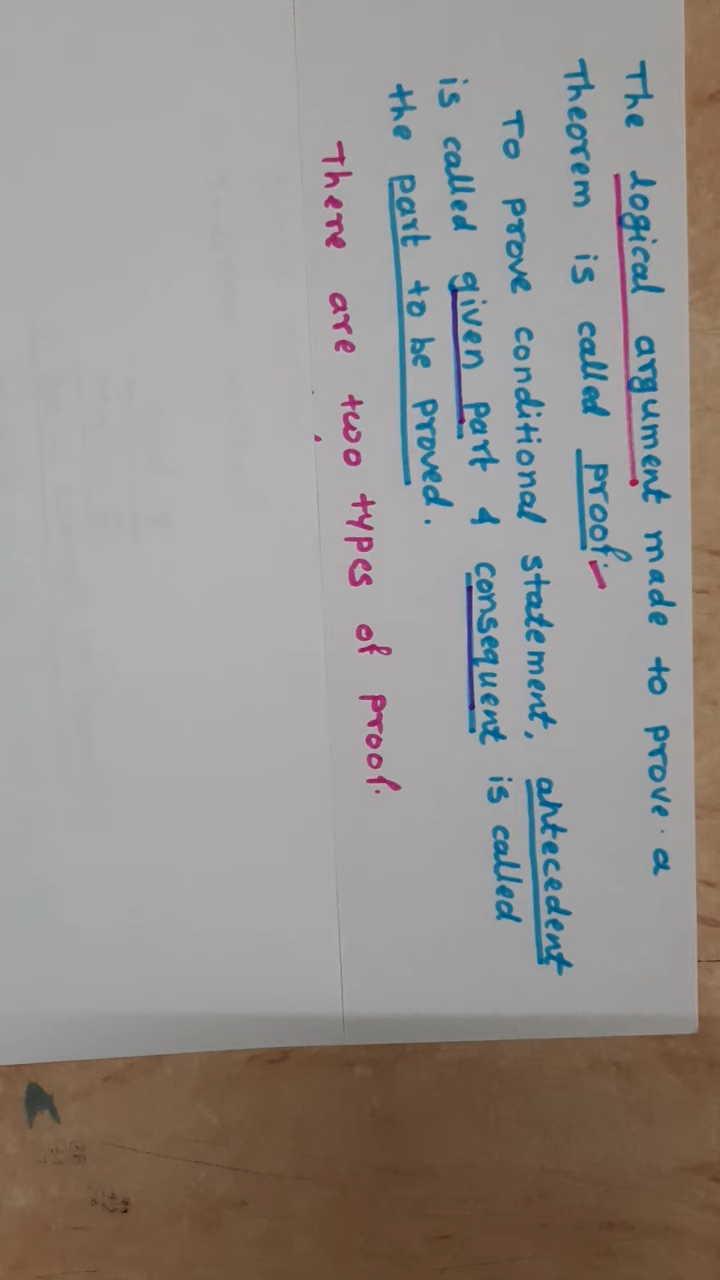 The logical argument made to prove a
Theorem is called proof.
To prove conditional statement, antecedent
is called given part & consequent is called
the part to be proved.
There are two types of proof.